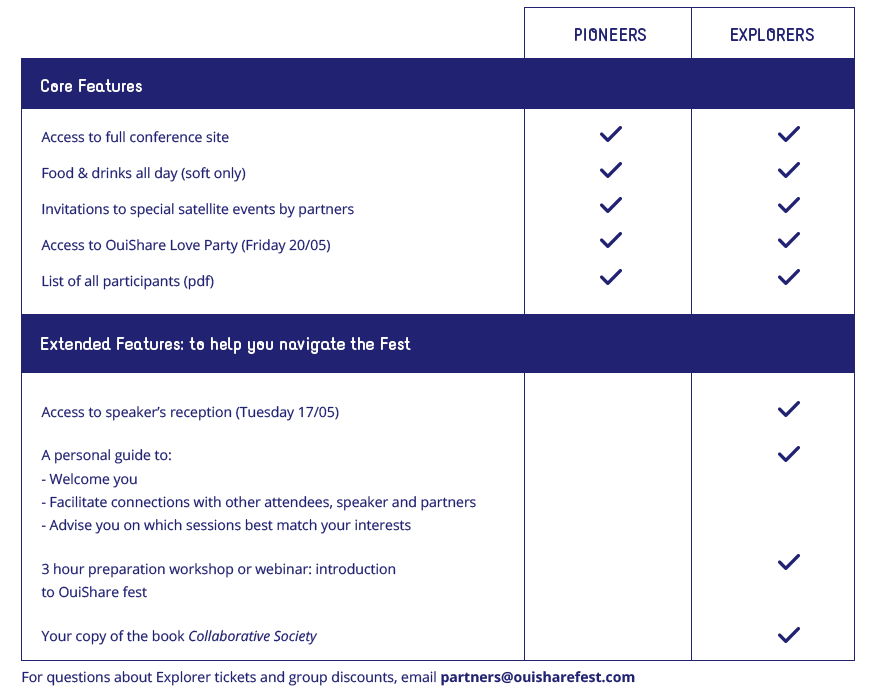 PIONEERS EXPLORERS
Core Features
Access to full conference site
Food & drinks all day (soft only)
Invitations to special satellite events by partners
Access to OuiShare Love Party (Friday 20/05)
List of all participants (pdf)
Extended Features: to help you navigate the Fest
Access to speaker’s reception (Tuesday 17/05)
A personal guide to:
- Welcome you
- Facilitate connections with other attendees, speaker and partners
- Advise you on which sessions best match your interests
3 hour preparation workshop or webinar: introduction
to OuiShare fest
Your copy of the book Collaborative Society
For questions about Explorer tickets and group discounts, email partners@ouisharefest.com